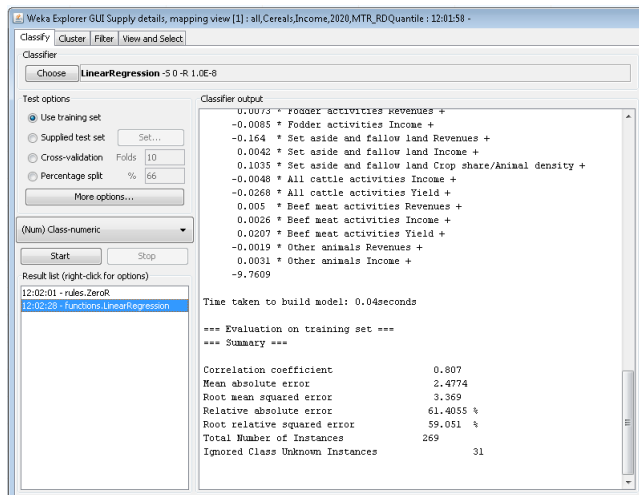 Weka Explorer GUI Supply details, mapping view [1] : all,Cereals,Income,2020,MTR_RDQuantile : 12:01:58 -
Classify Cluster Filter View and Select
Classifier
Choose LinearRegression -S 0 -R 1.0E-8
Test options
Use training set
Supplied test set Set...
Cross-validation Folds 10
Percentage split % 66
More options...
(Num) Class-numeric
Start Stop
Result list (right-click for options)
12:02:01 - rules.ZeroR
12:02:28 - functions.LinearRegression
Classifier output
0.0073 * Fodder activities Revenues +
-0.0085 * Fodder activities Income +
-0.164 * Set aside and fallow land Revenues +
0.0042 * Set aside and fallow land Income +
0.1035 * Set aside and fallow land Crop share/Animal density +
-0.0048 * All cattle activities Income +
-0.0268 * All cattle activities Yield +
0.005 * Beef meat activities Revenues +
0.0026 * Beef meat activities Income +
0.0207 * Beef meat activities Yield +
-0.0019 * Other animals Revenues +
0.0031 * Other animals Income +
-9.7609
Time taken to build model: 0.04seconds
=== Evaluation on training set ===
=== Summary ===
Correlation coefficient 0.807
Mean absolute error 2.4774
Root mean squared error 3.369
Relative absolute error 61.4055 %
Root relative squared error 59.051 %
Total Number of Instances 269
Ignored Class Unknown Instances 31